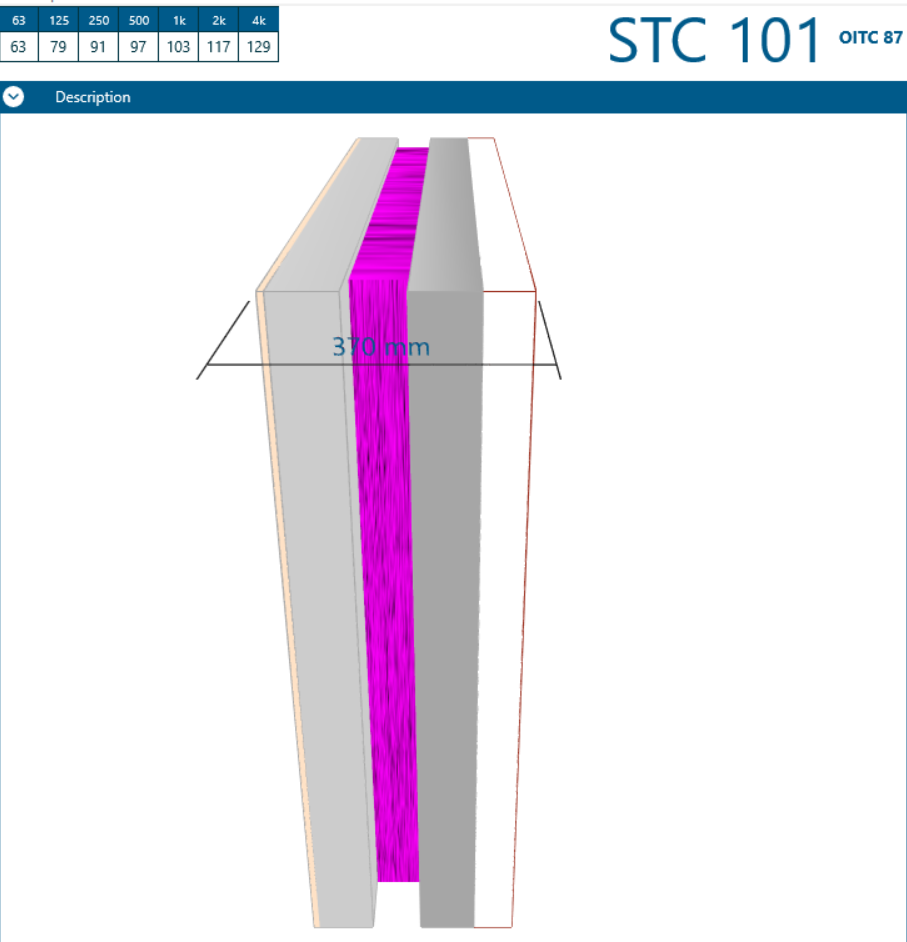 63 125 250 500 1k 2k 4k
63 79 91 97 103 117 129
STC 101 OITC 87
Description
370 mm